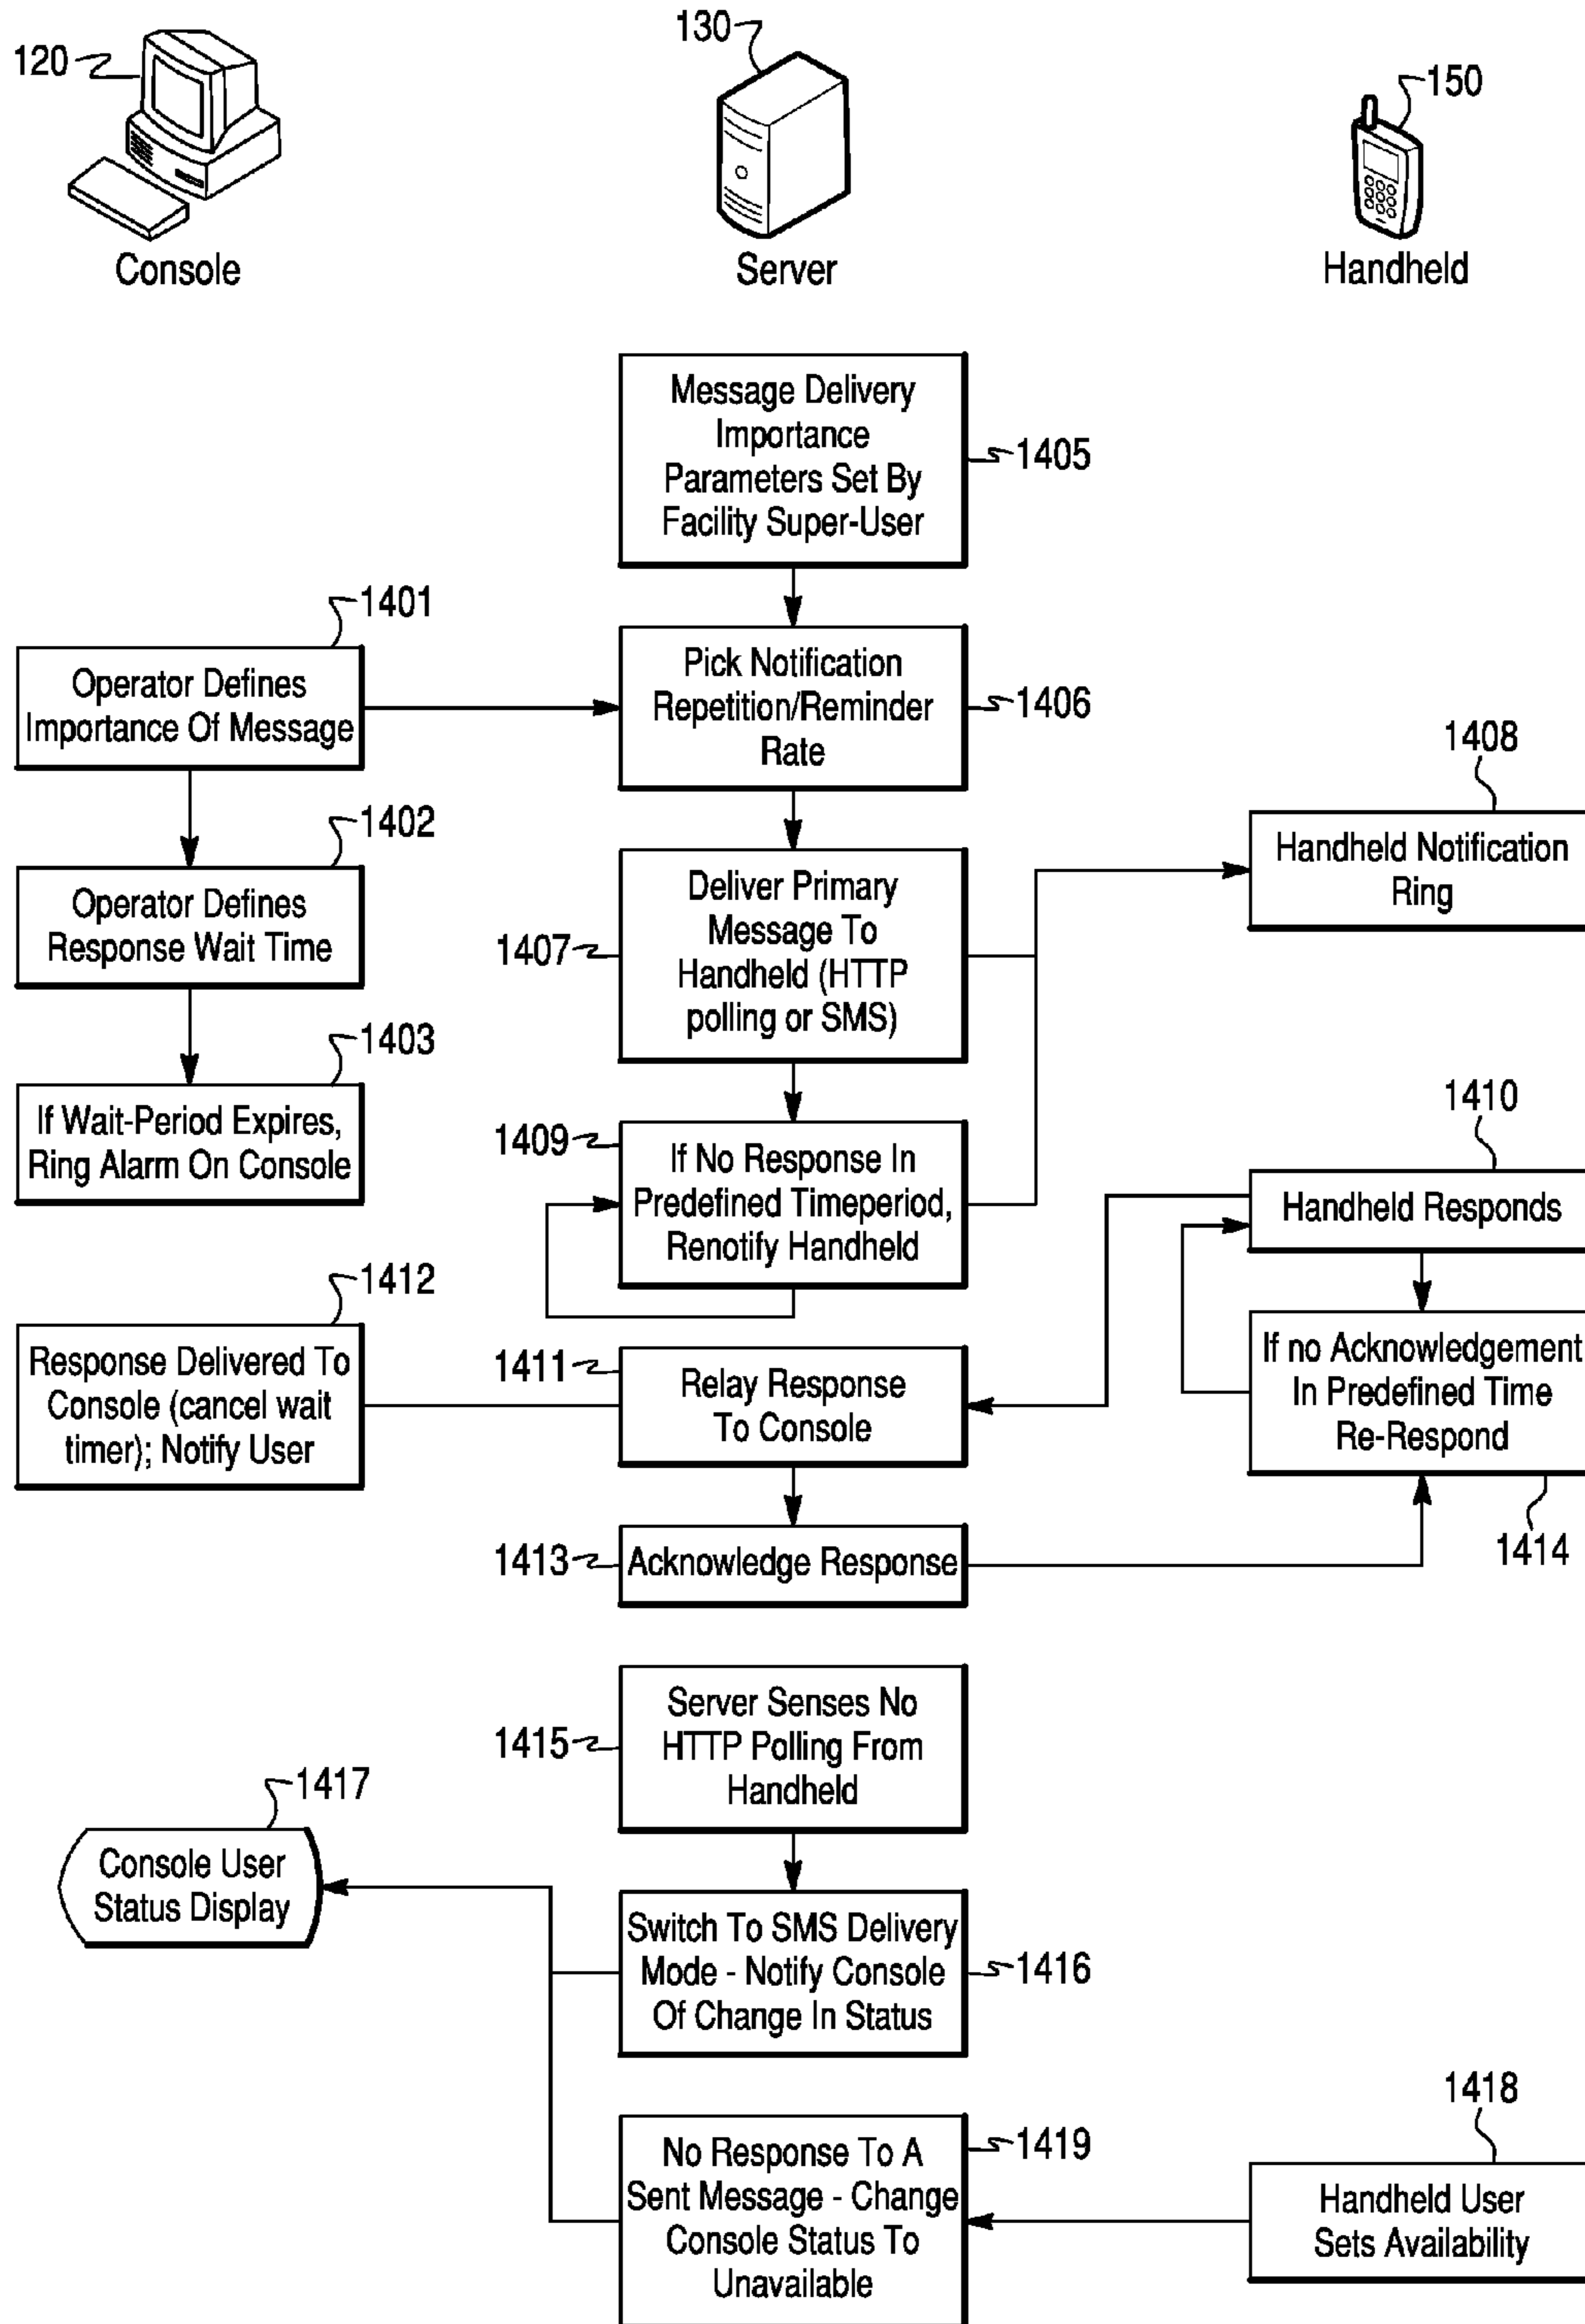 120
130
150
Console
Server
Handheld
Message Delivery
Importance
Parameters Set By
Facility Super-User
1405
1401
Operator Defines
Importance Of Message
Pick Notification
Repetition/Reminder
Rate
1406
1402
Operator Defines
Response Wait Time
1407
Deliver Primary
Message To
Handheld (HTTP
polling or SMS)
1408
Handheld Notification
Ring
1403
If Wait-Period Expires,
Ring Alarm On Console
1409
If No Response In
Predefined Timeperiod,
Renotify Handheld
1410
Handheld Responds
1412
Response Delivered To
Console (cancel wait
timer); Notify User
1411
Relay Response
To Console
If no Acknowledgement
In Predefined Time
Re-Respond
1414
1413
Acknowledge Response
1415
Server Senses No
HTTP Polling From
Handheld
1417
Console User
Status Display
Switch To SMS Delivery
Mode - Notify Console
Of Change In Status
1416
1419
No Response To A
Sent Message - Change
Console Status To
Unavailable
1418
Handheld User
Sets Availability